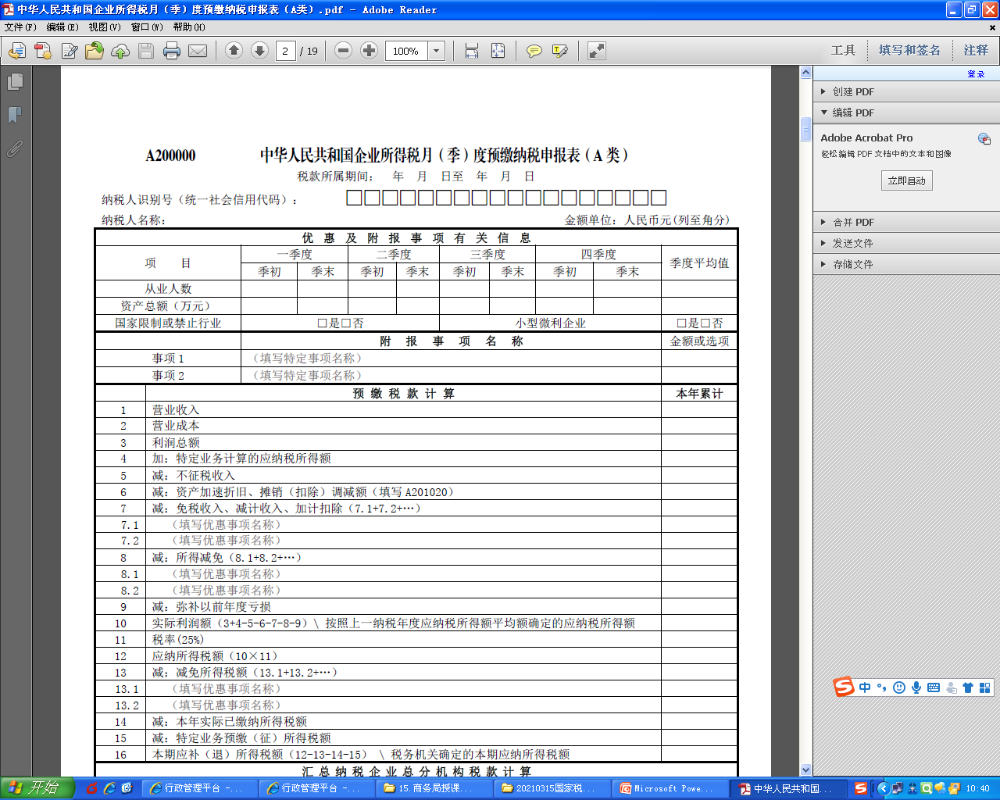 中华人民共和国企业所得税月（季）度预缴纳税申报表（A类）.pdf - Adobe Reader
文件(F) 编辑(E) 视图(V) 窗口(W) 帮助(H)
2 / 19 100% 工具 填写和签名 注释
登录
创建 PDF
编辑 PDF
Adobe Acrobat Pro
轻松编辑 PDF 文档中的文本和图像
立即启动
合并 PDF
发送文件
存储文件
A200000 中华人民共和国企业所得税月（季）度预缴纳税申报表（A 类）
税款所属期间： 年 月 日至 年 月 日
纳税人识别号（统一社会信用代码）：□□□□□□□□□□□□□□□□□□
纳税人名称： 金额单位：人民币元(列至角分)
优 惠 及 附 报 事 项 有 关 信 息
项 目 一季度 二季度 三季度 四季度 季度平均值
季初 季末 季初 季末 季初 季末 季初 季末
从业人数
资产总额（万元）
国家限制或禁止行业 □是□否 小型微利企业 □是□否
附 报 事 项 名 称 金额或选项
事项 1 （填写特定事项名称）
事项 2 （填写特定事项名称）
预 缴 税 款 计 算 本年累计
1 营业收入
2 营业成本
3 利润总额
4 加：特定业务计算的应纳税所得额
5 减：不征税收入
6 减：资产加速折旧、摊销（扣除）调减额（填写 A201020）
7 减：免税收入、减计收入、加计扣除（7.1+7.2+…）
7.1 （填写优惠事项名称）
7.2 （填写优惠事项名称）
8 减：所得减免（8.1+8.2+…）
8.1 （填写优惠事项名称）
8.2 （填写优惠事项名称）
9 减：弥补以前年度亏损
10 实际利润额（3+4-5-6-7-8-9）\ 按照上一纳税年度应纳税所得额平均额确定的应纳税所得额
11 税率(25%)
12 应纳所得税额（10×11）
13 减：减免所得税额（13.1+13.2+…）
13.1 （填写优惠事项名称）
13.2 （填写优惠事项名称）
14 减：本年实际已缴纳所得税额
15 减：特定业务预缴（征）所得税额
16 本期应补（退）所得税额（12-13-14-15） \ 税务机关确定的本期应纳所得税额
汇 总 纳 税 企 业 总 分 机 构 税 款 计 算
中
开始 行政管理平台 -... 行政管理平台 -... 15. 商务局授课... 20210315国家税... Microsoft Powe... 中华人民共和国... 10:40